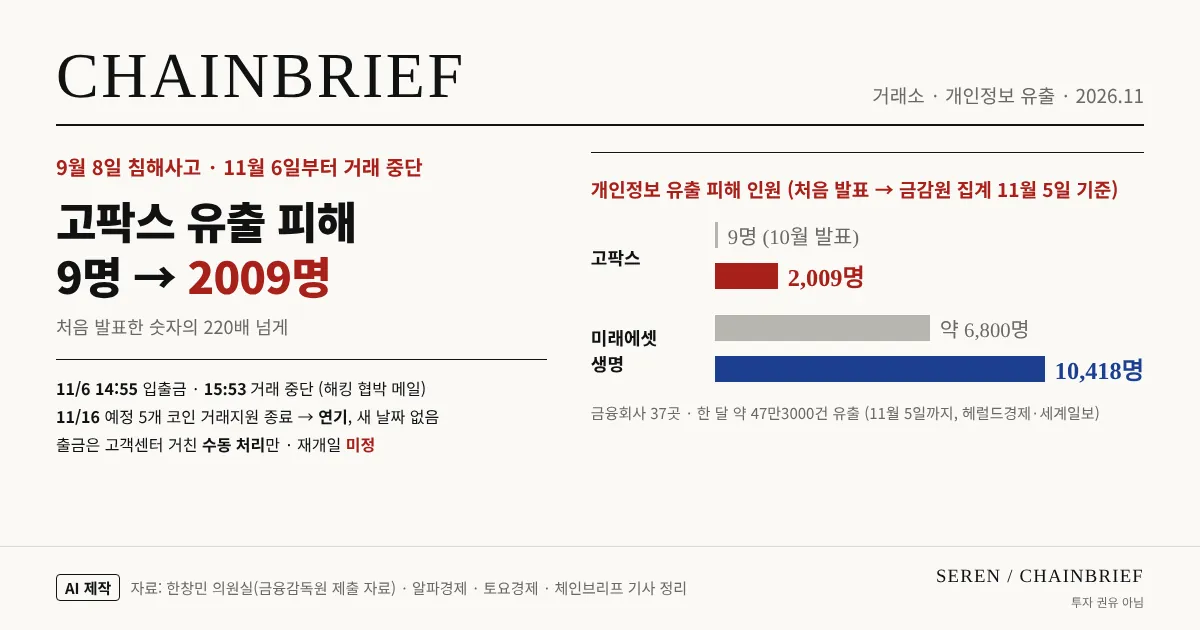 CHAINBRIEF
거래소 · 개인정보 유출 · 2026.11
9월 8일 침해사고 · 11월 6일부터 거래 중단
고팍스 유출 피해
9명 → 2009명
처음 발표한 숫자의 220배 넘게
11/6 14:55 입출금 · 15:53 거래 중단 (해킹 협박 메일)
11/16 예정 5개 코인 거래지원 종료 → 연기, 새 날짜 없음
출금은 고객센터 거친 수동 처리만 · 재개일 미정
개인정보 유출 피해 인원 (처음 발표 → 금감원 집계 11월 5일 기준)
고팍스
9명 (10월 발표)
2,009명
미래에셋
생명
약 6,800명
10,418명
금융회사 37곳 · 한 달 약 47만3000건 유출 (11월 5일까지, 헤럴드경제·세계일보)
AI 제작
자료: 한창민 의원실(금융감독원 제출 자료) · 알파경제 · 토요경제 · 체인브리프 기사 정리
SEREN / CHAINBRIEF
투자 권유 아님